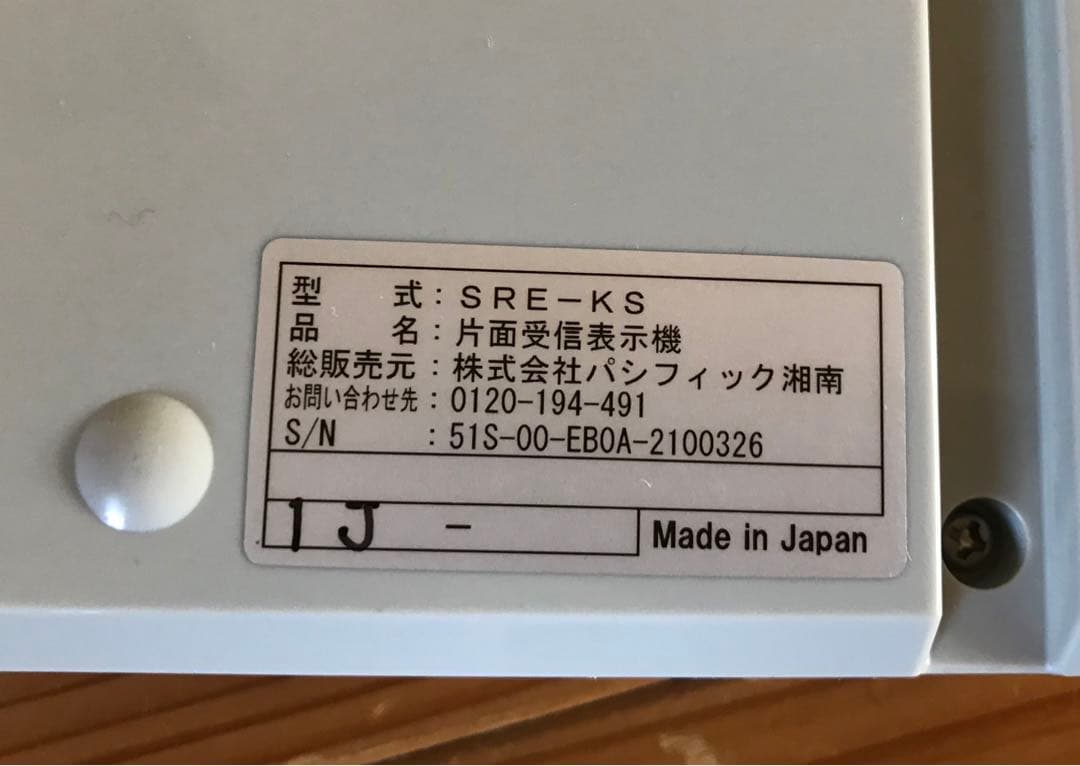 型　　式：ＳＲＥ－ＫＳ
品　　名：片面受信表示機
総販売元：株式会社パシフィック湘南
お問い合わせ先：0120-194-491
S/N　　：51S-00-EB0A-2100326
1J -
Made in Japan